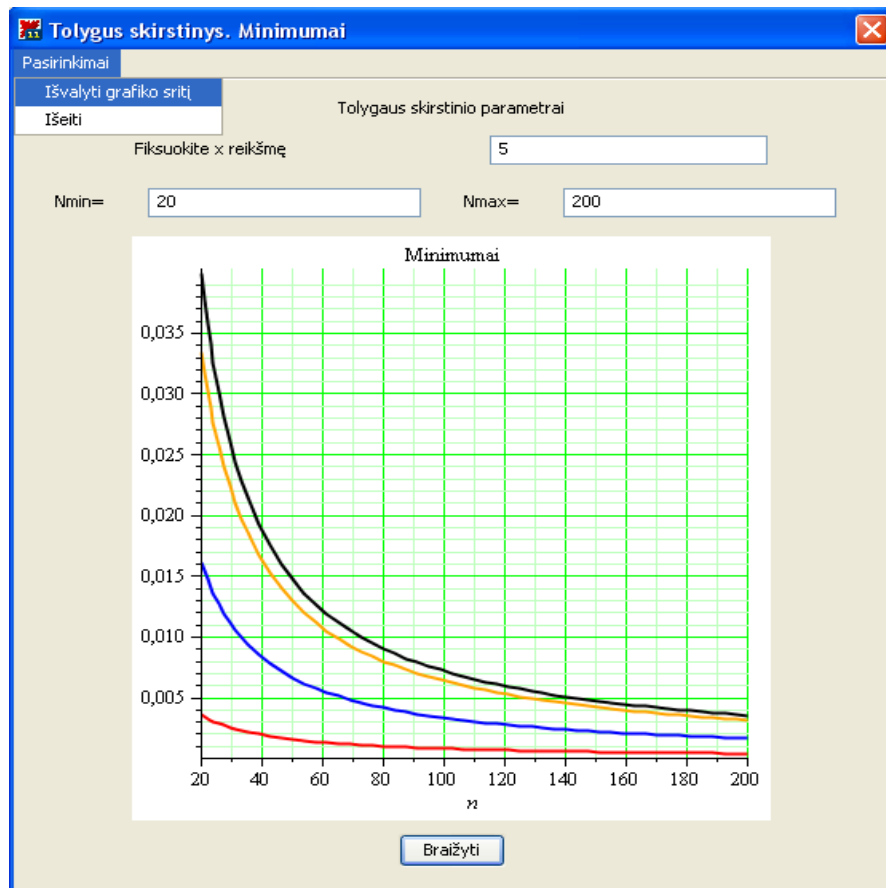 Tolygus skirstinys. Minimumai
Pasirinkimai
Išvalyti grafiko sritį
Išeiti
Tolygaus skirstinio parametrai
Fiksuokite x reikšmę 5
Nmin= 20 Nmax= 200
Minimumai
0,035
0,030
0,025
0,020
0,015
0,010
0,005
20 40 60 80 100 120 140 160 180 200
n
Braižyti